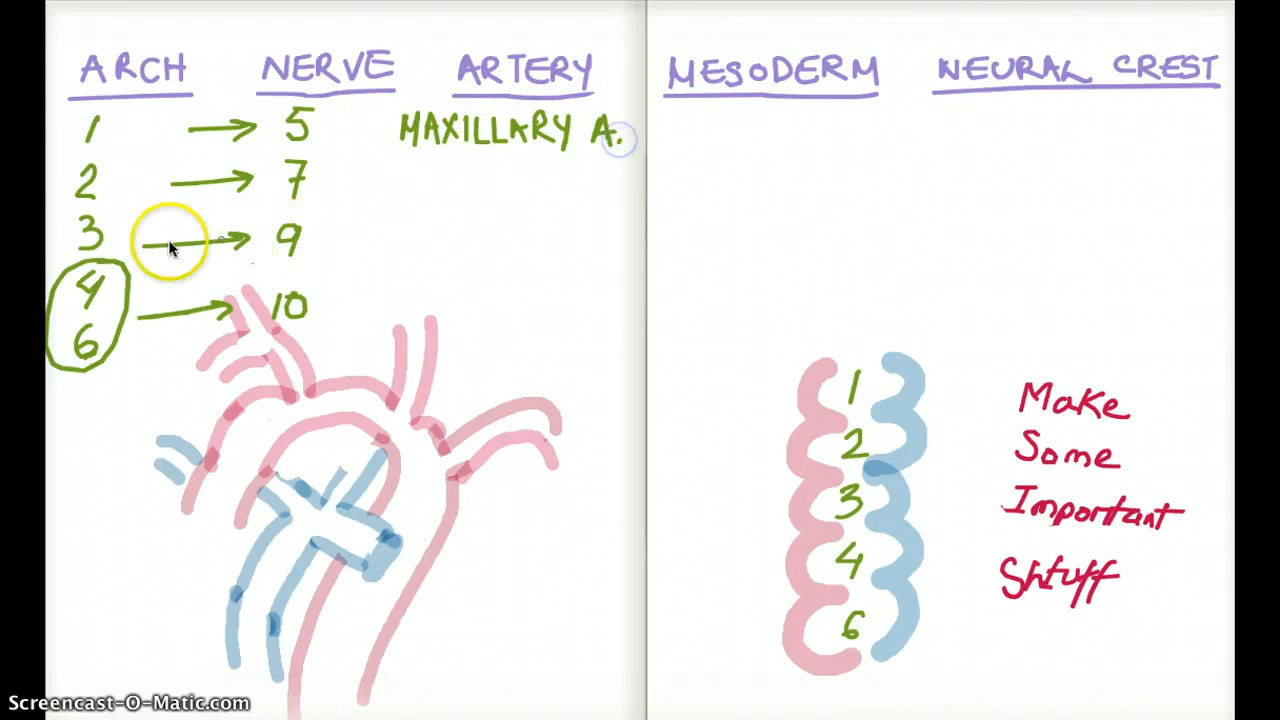 ARCH NERVE ARTERY MESODERM NEURAL CREST
1 → 5 MAXILLARY A.
2 → 7
3 → 9
4 → 10
6
1
2
3
4
6
Make
Some
Important
Shtuff
Screencast-O-Matic.com